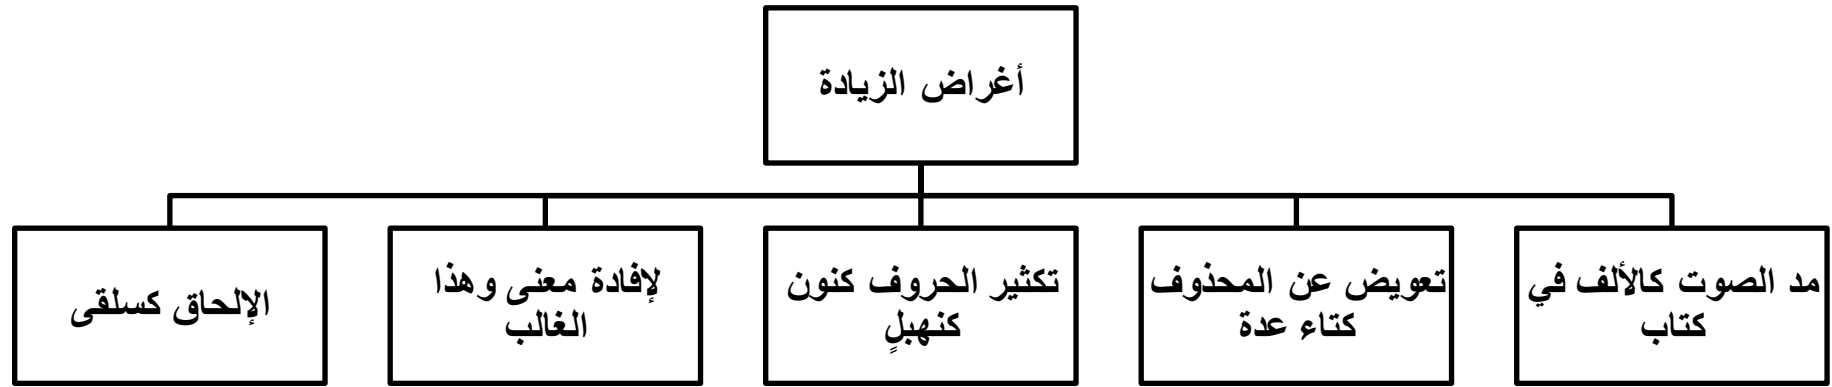 أغراض الزيادة
مد الصوت كالألف في
كتاب
تعويض عن المحذوف
كتاء عدة
تكثير الحروف كنون
كنهبلٍ
لإفادة معنى وهذا
الغالب
الإلحاق كسلقى